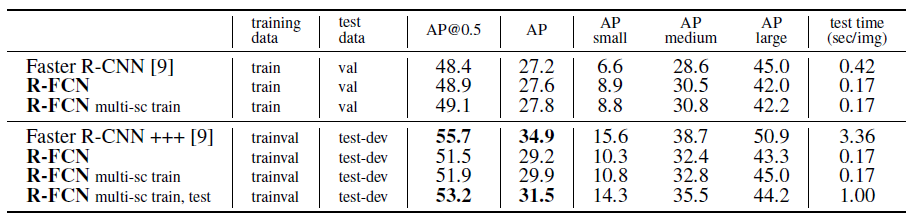 training test AP@0.5 AP AP AP AP test time
data data small medium large (sec/img)
Faster R-CNN [9] train val 48.4 27.2 6.6 28.6 45.0 0.42
R-FCN train val 48.9 27.6 8.9 30.5 42.0 0.17
R-FCN multi-sc train train val 49.1 27.8 8.8 30.8 42.2 0.17
Faster R-CNN +++ [9] trainval test-dev 55.7 34.9 15.6 38.7 50.9 3.36
R-FCN trainval test-dev 51.5 29.2 10.3 32.4 43.3 0.17
R-FCN multi-sc train trainval test-dev 51.9 29.9 10.8 32.8 45.0 0.17
R-FCN multi-sc train, test trainval test-dev 53.2 31.5 14.3 35.5 44.2 1.00